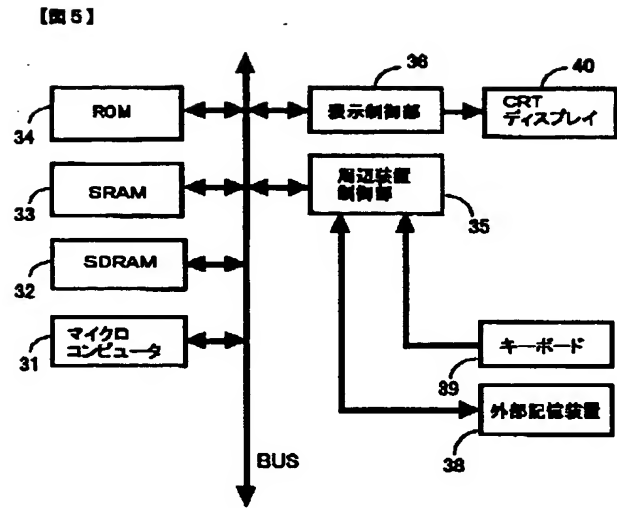 【図5】
36
40
ROM
表示制御部
CRT
ディスプレイ
34
SRAM
周辺装置
制御部
33
35
SDRAM
32
マイクロ
コンピュータ
31
キーボード
39
外部記憶装置
38
BUS